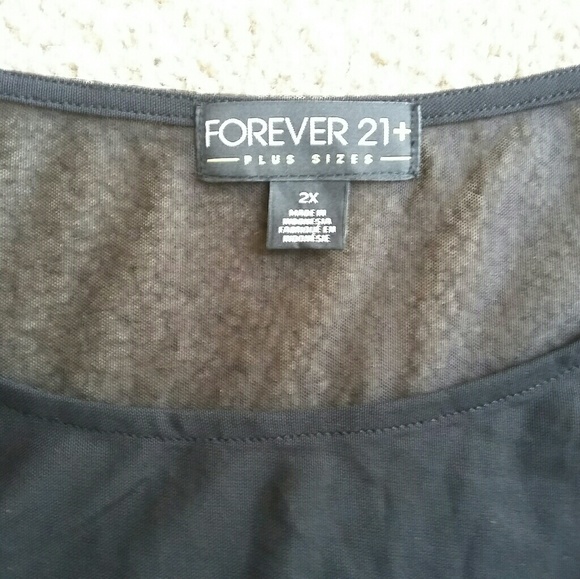 FOREVER 21+
PLUS SIZES
2X
MADE IN
INDONESIA
FABRIQUÉ EN
INDONÉSIE